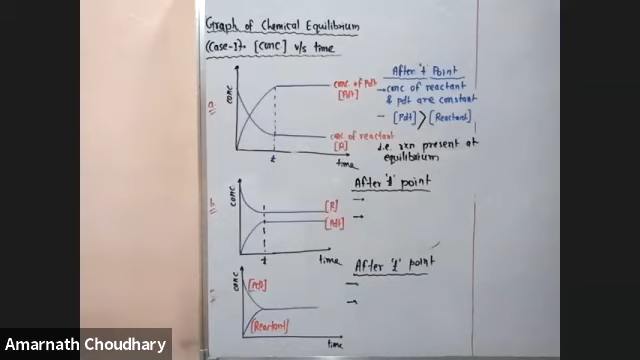 Graph of Chemical Equilibrium
(Case-1)- [conc] v/s time
conc
conc of Pdt
[Pdt]
conc of reactant
[R]
t
time
After 't' Point
→ conc of reactant
& pdt are constant
- [Pdt] > [Reactant]
i.e. rxn present at
equilibrium
conc
[R]
[Pdt]
t
time
After 't' point
→
→
conc
[Reactant]
time
After 't' point
→
→
Amarnath Choudhary